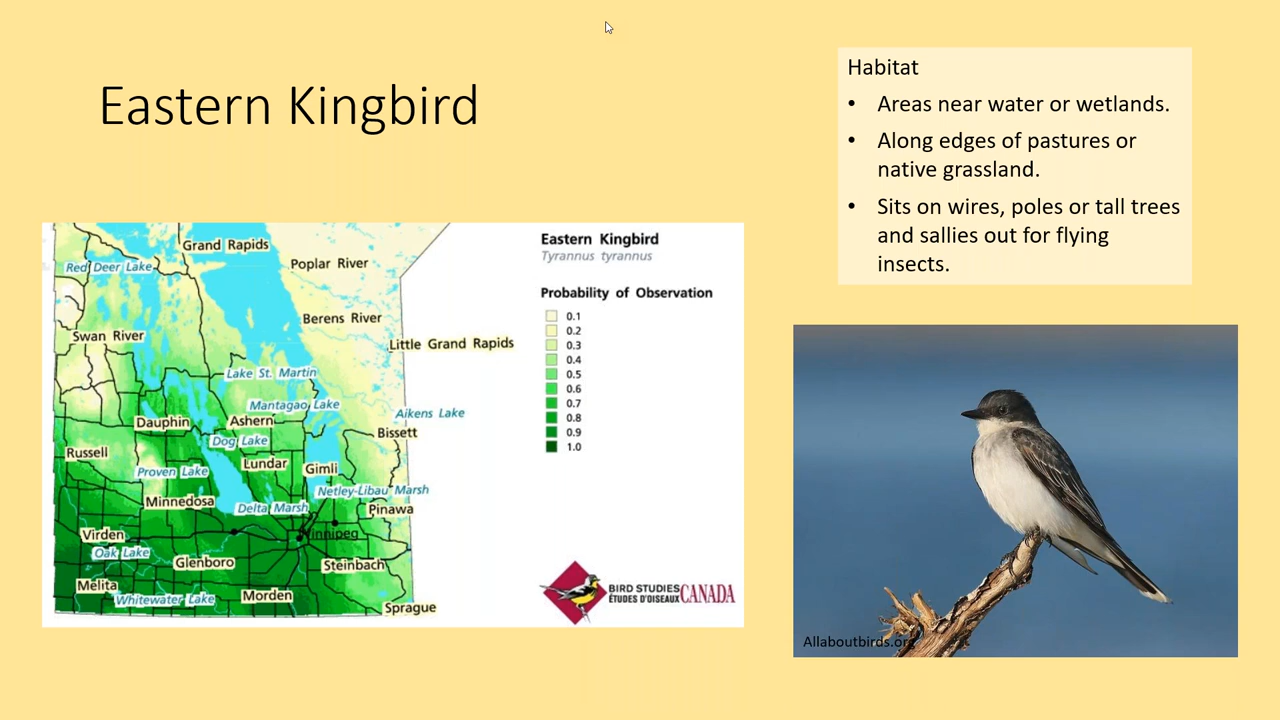 Eastern Kingbird
Habitat
• Areas near water or wetlands.
• Along edges of pastures or
native grassland.
• Sits on wires, poles or tall trees
and sallies out for flying
insects.
Grand Rapids
Red Deer Lake
Poplar River
Berens River
Swan River
Little Grand Rapids
Lake St. Martin
Mantagao Lake
Aikens Lake
Dauphin
Ashern
Bissett
Dog Lake
Russell
Lundar
Gimli
Proven Lake
Netley-Libau Marsh
Minnedosa
Delta Marsh
Pinawa
Virden
Winnipeg
Oak Lake
Glenboro
Steinbach
Melita
Whitewater Lake
Morden
Sprague
Eastern Kingbird
Tyrannus tyrannus
Probability of Observation
0.1
0.2
0.3
0.4
0.5
0.6
0.7
0.8
0.9
1.0
BIRD STUDIES
ÉTUDES D'OISEAUX CANADA
Allaboutbirds.org